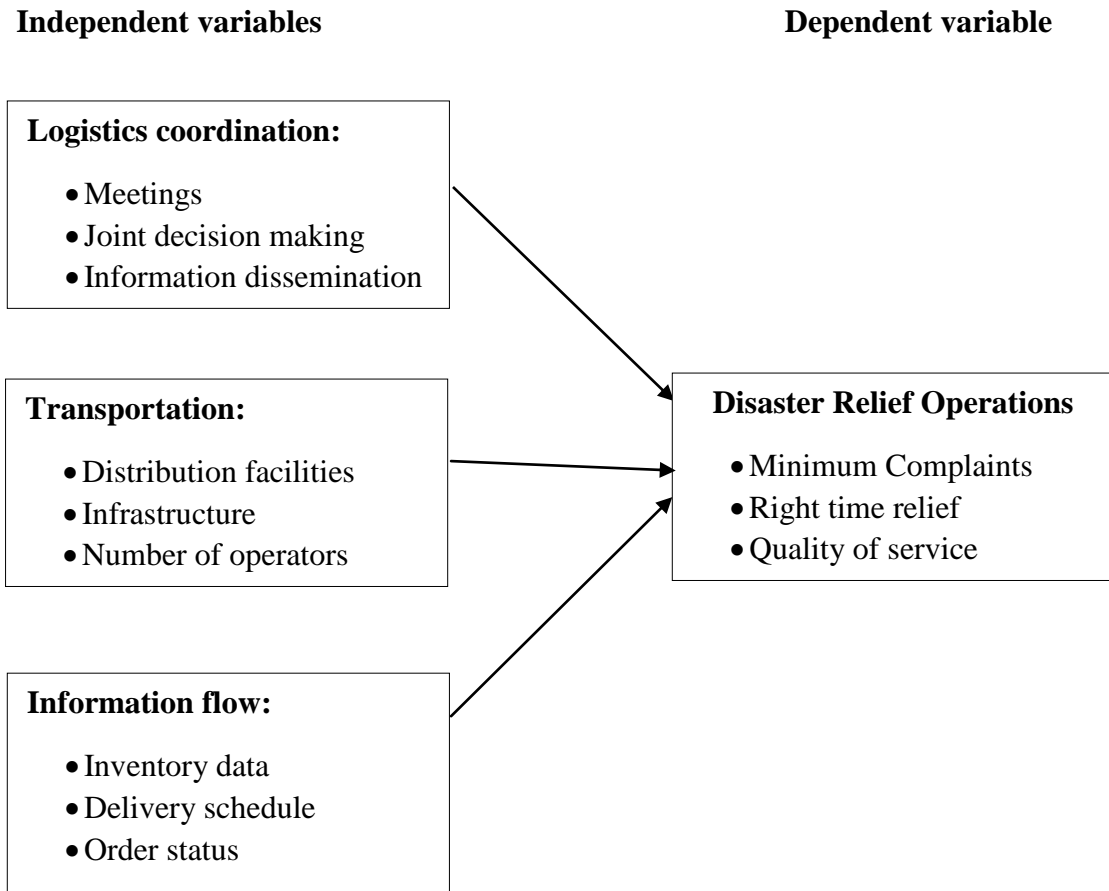 Independent variables
Dependent variable
Logistics coordination:
• Meetings
• Joint decision making
• Information dissemination
Transportation:
• Distribution facilities
• Infrastructure
• Number of operators
Disaster Relief Operations
• Minimum Complaints
• Right time relief
• Quality of service
Information flow:
• Inventory data
• Delivery schedule
• Order status